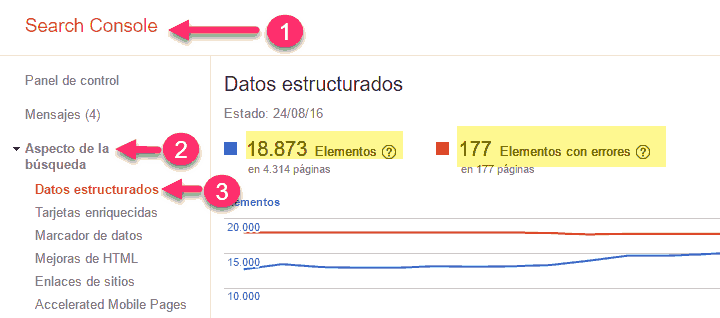 Search Console
1
Panel de control
Mensajes (4)
Aspecto de la
búsqueda
2
Datos estructurados
3
Tarjetas enriquecidas
Marcador de datos
Mejoras de HTML
Enlaces de sitios
Accelerated Mobile Pages
Datos estructurados
Estado: 24/08/16
18.873 Elementos ?
en 4.314 páginas
177 Elementos con errores ?
en 177 páginas
Elementos
20.000
15.000
10.000